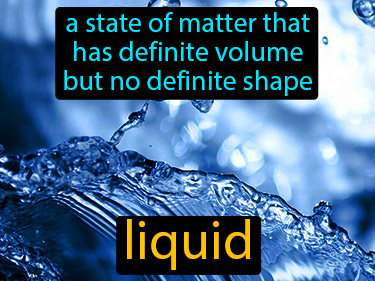 a state of matter that
has definite volume
but no definite shape
liquid